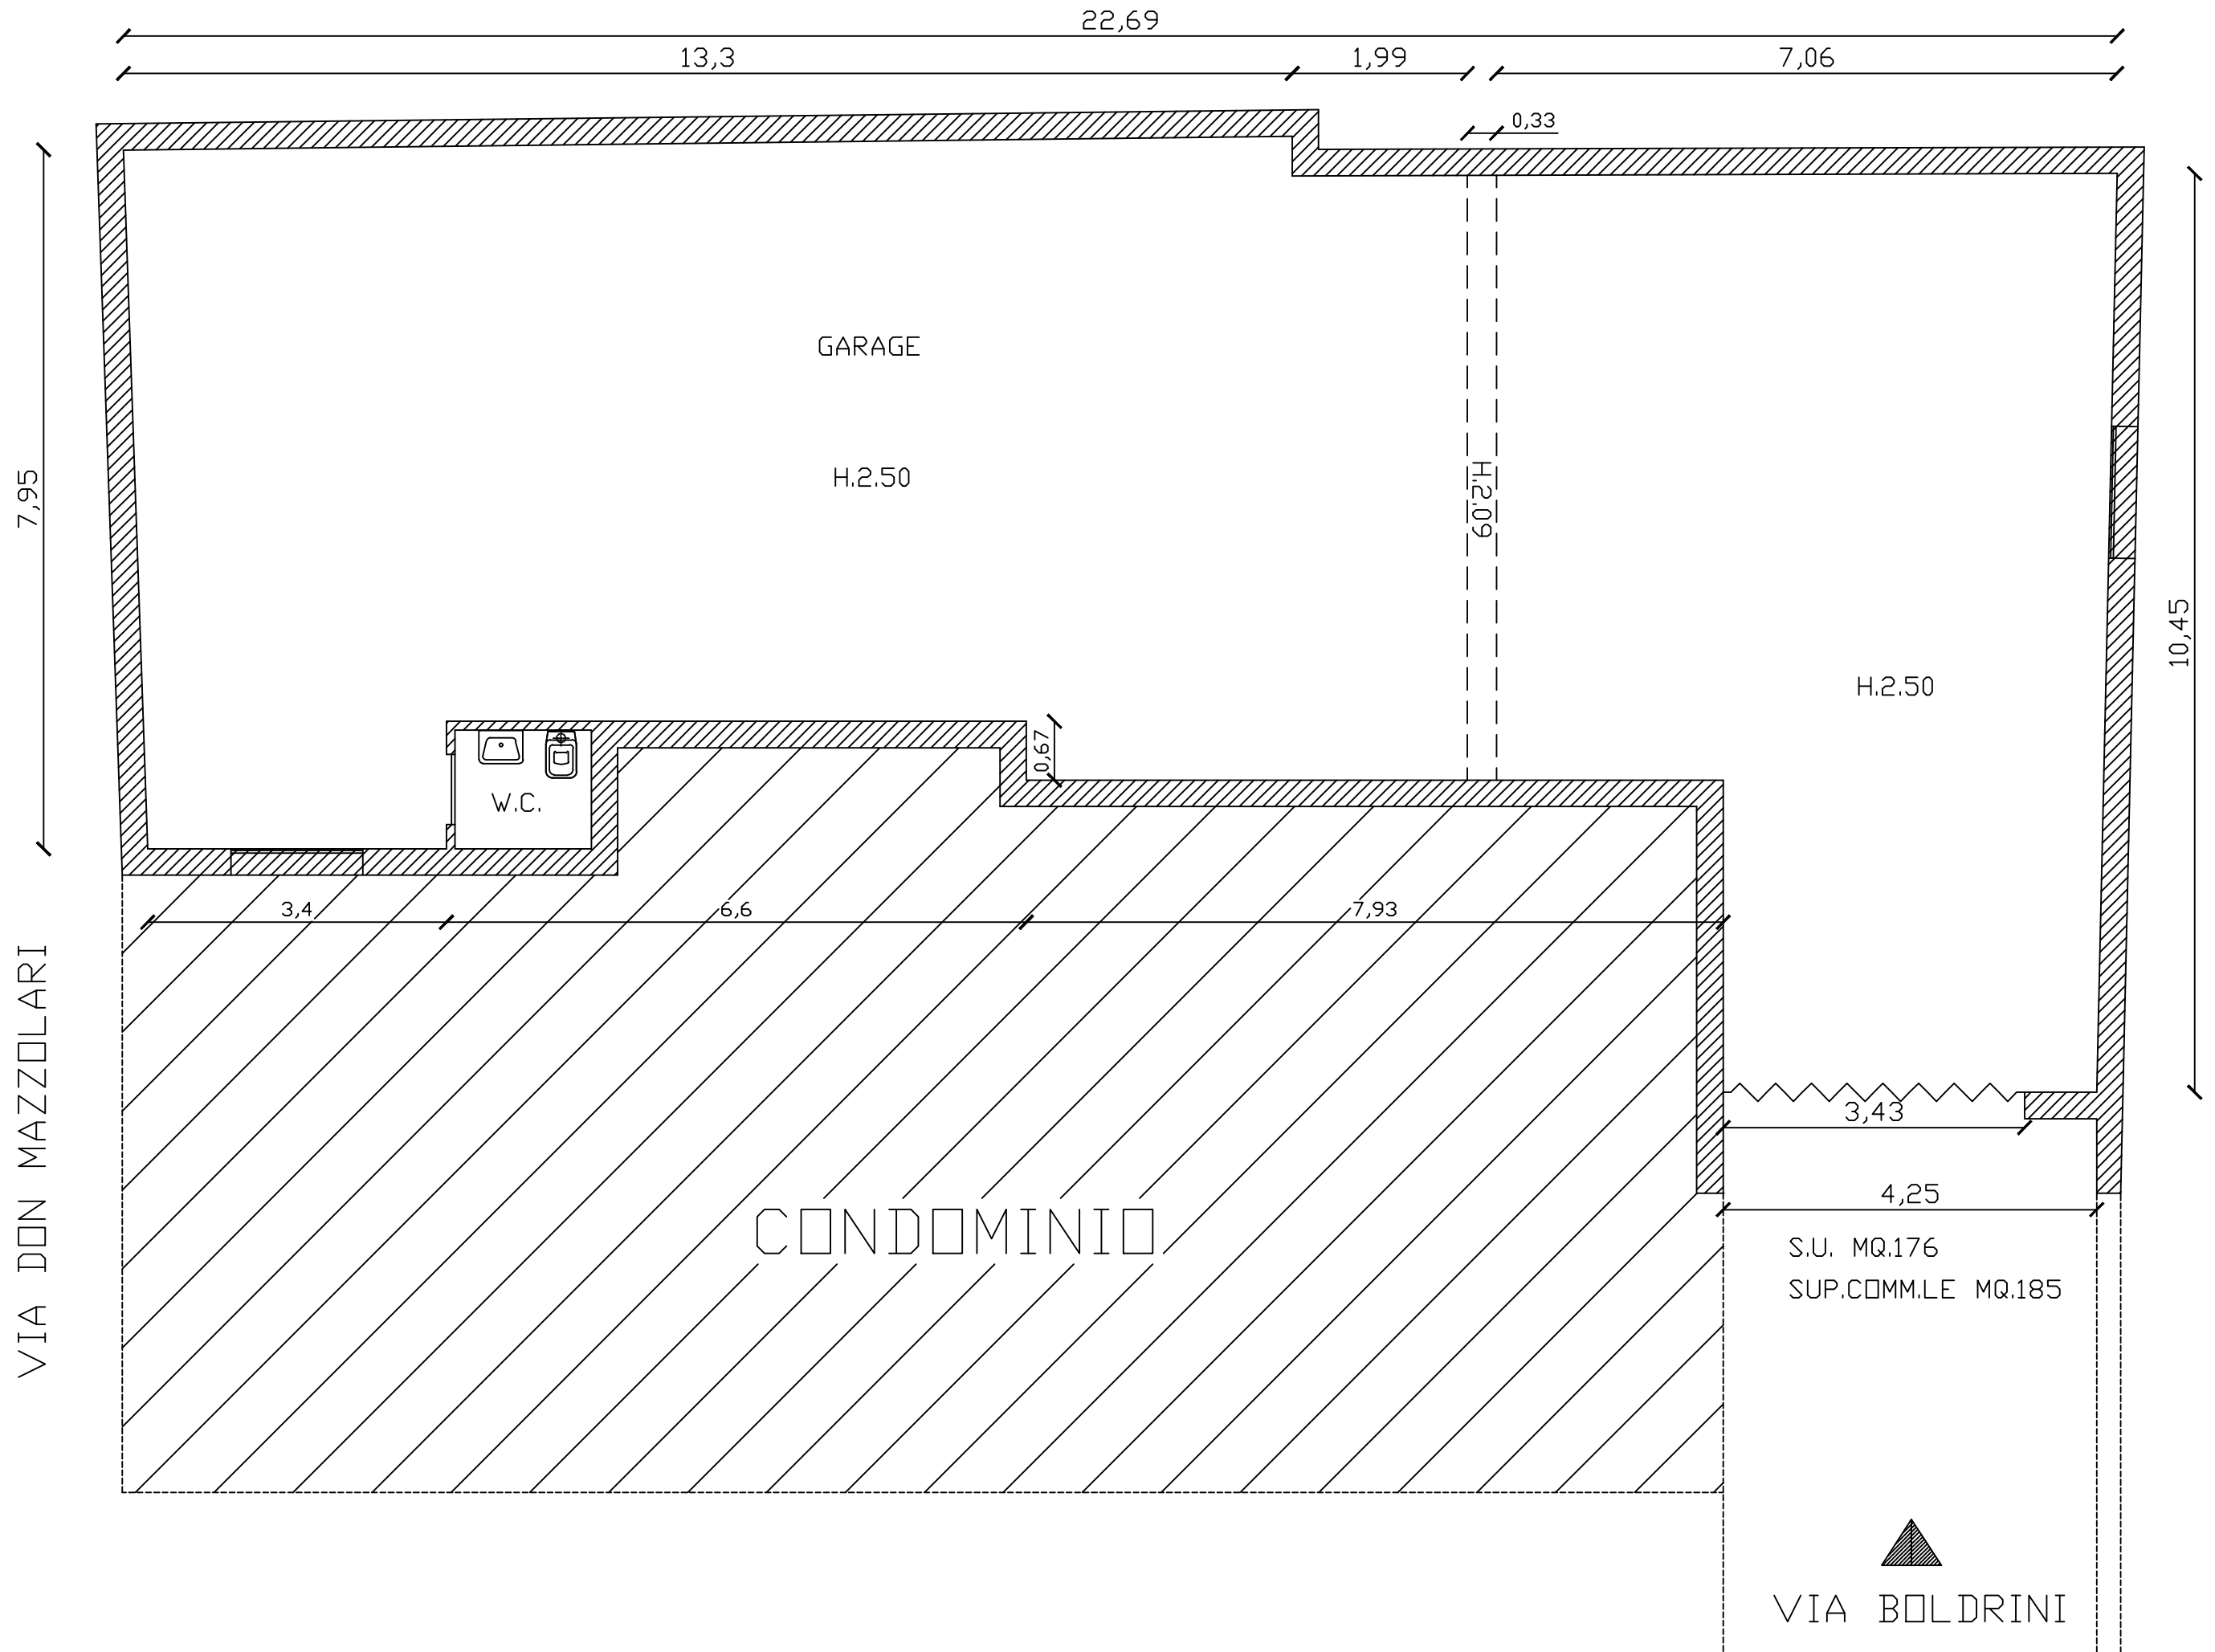 22,69
13,3
1,99
7,06
0,33
7,95
GARAGE
H.2.50
H.2.09
10,45
H.2.50
0,67
W.C.
3,4
6,6
7,93
3,43
4,25
CONDOMINIO
S.U. MQ.176
SUP.COMM.LE MQ.185
VIA DON MAZZOLARI
VIA BOLDRINI